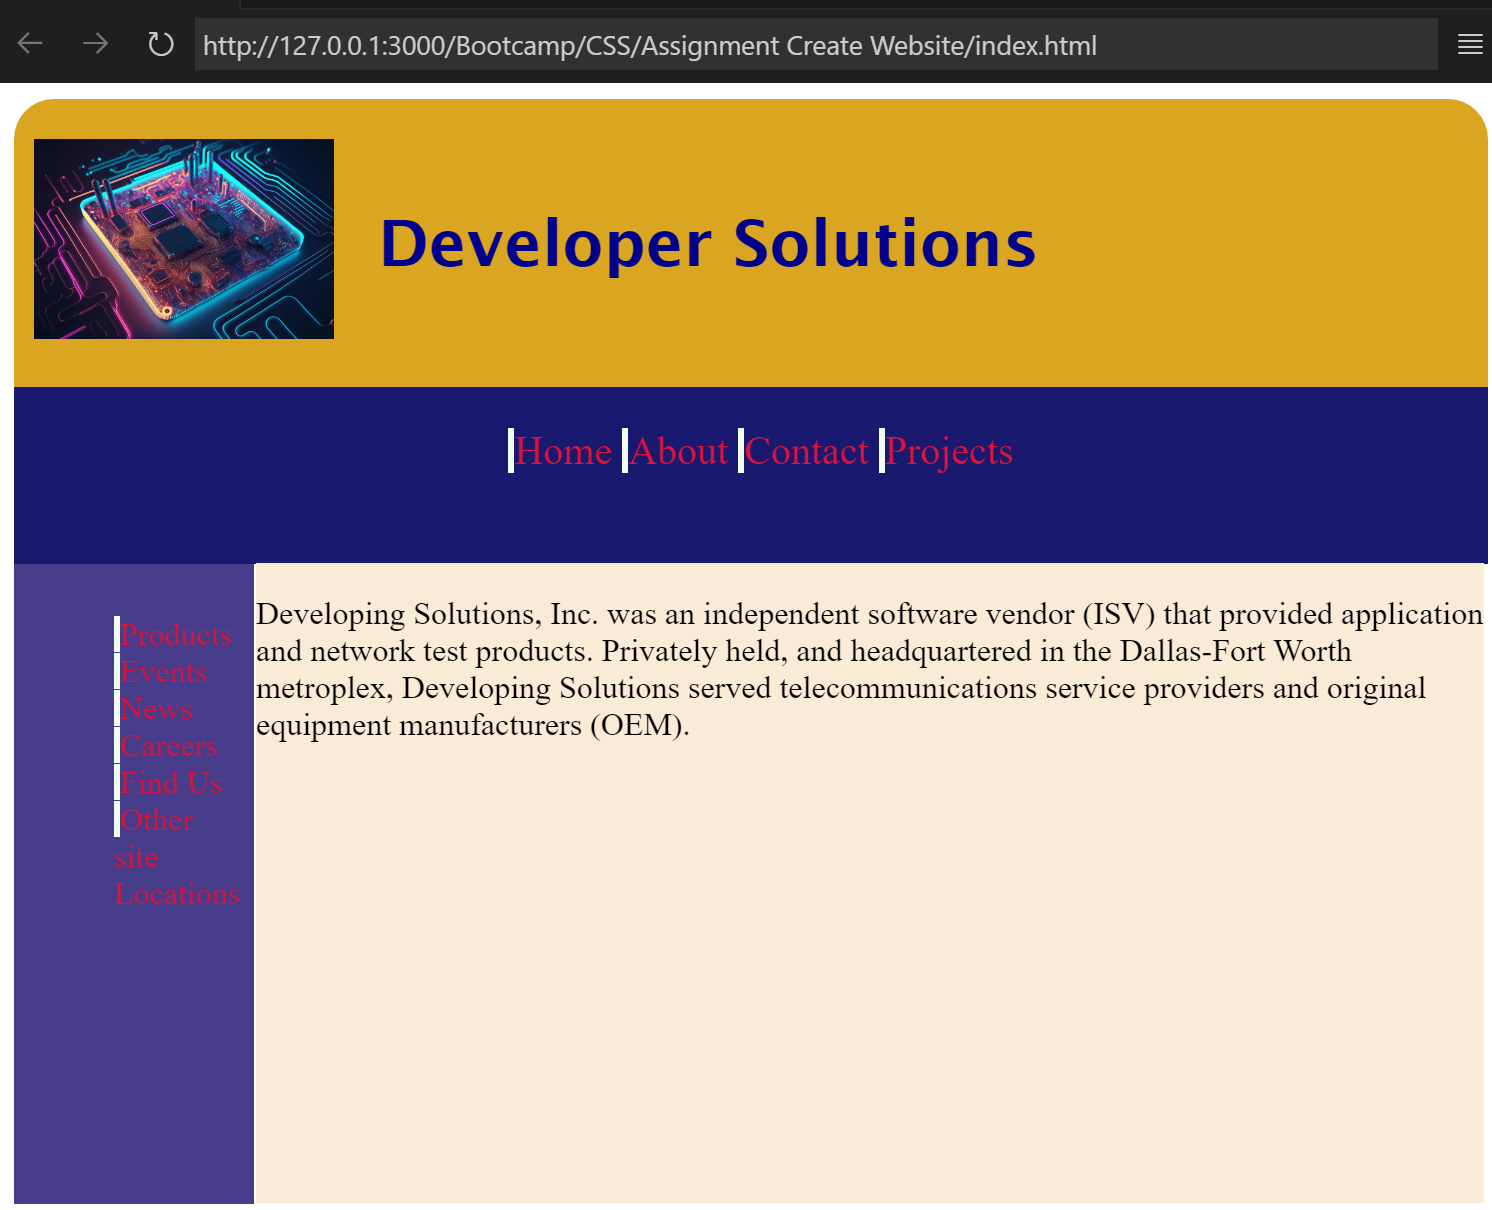 http://127.0.0.1:3000/Bootcamp/CSS/Assignment Create Website/index.html
Developer Solutions
Home About Contact Projects
Products
Events
News
Careers
Find Us
Other
site
Locations
Developing Solutions, Inc. was an independent software vendor (ISV) that provided application
and network test products. Privately held, and headquartered in the Dallas-Fort Worth
metroplex, Developing Solutions served telecommunications service providers and original
equipment manufacturers (OEM).